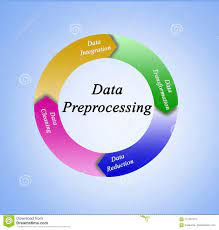 Data
Integration
Data
Transformation
Data
Preprocessing
Data
Cleaning
Data
Reduction